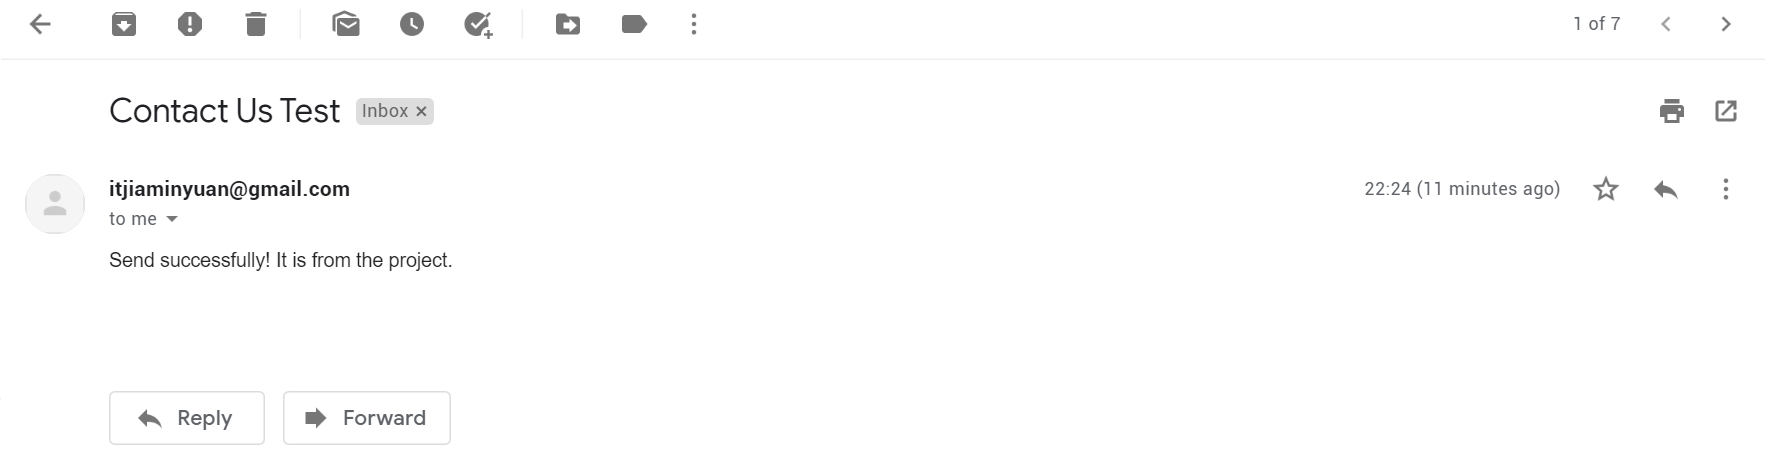 1 of 7
Contact Us Test Inbox ×
itjiaminyuan@gmail.com 22:24 (11 minutes ago)
to me
Send successfully! It is from the project.
Reply Forward